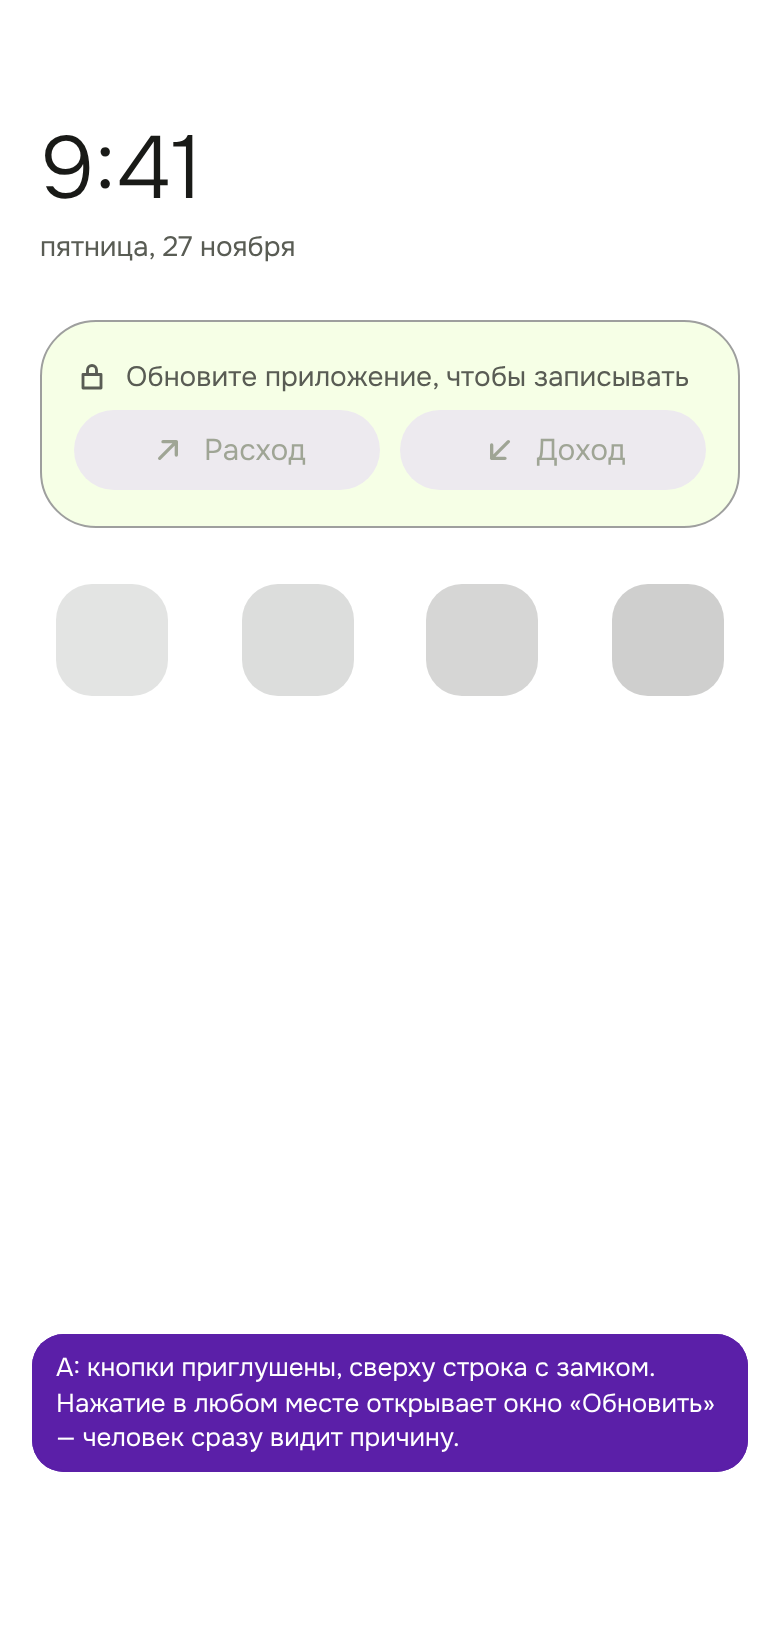 9:41
пятница, 27 ноября
Обновите приложение, чтобы записывать
Расход
Доход
А: кнопки приглушены, сверху строка с замком.
Нажатие в любом месте открывает окно «Обновить»
— человек сразу видит причину.